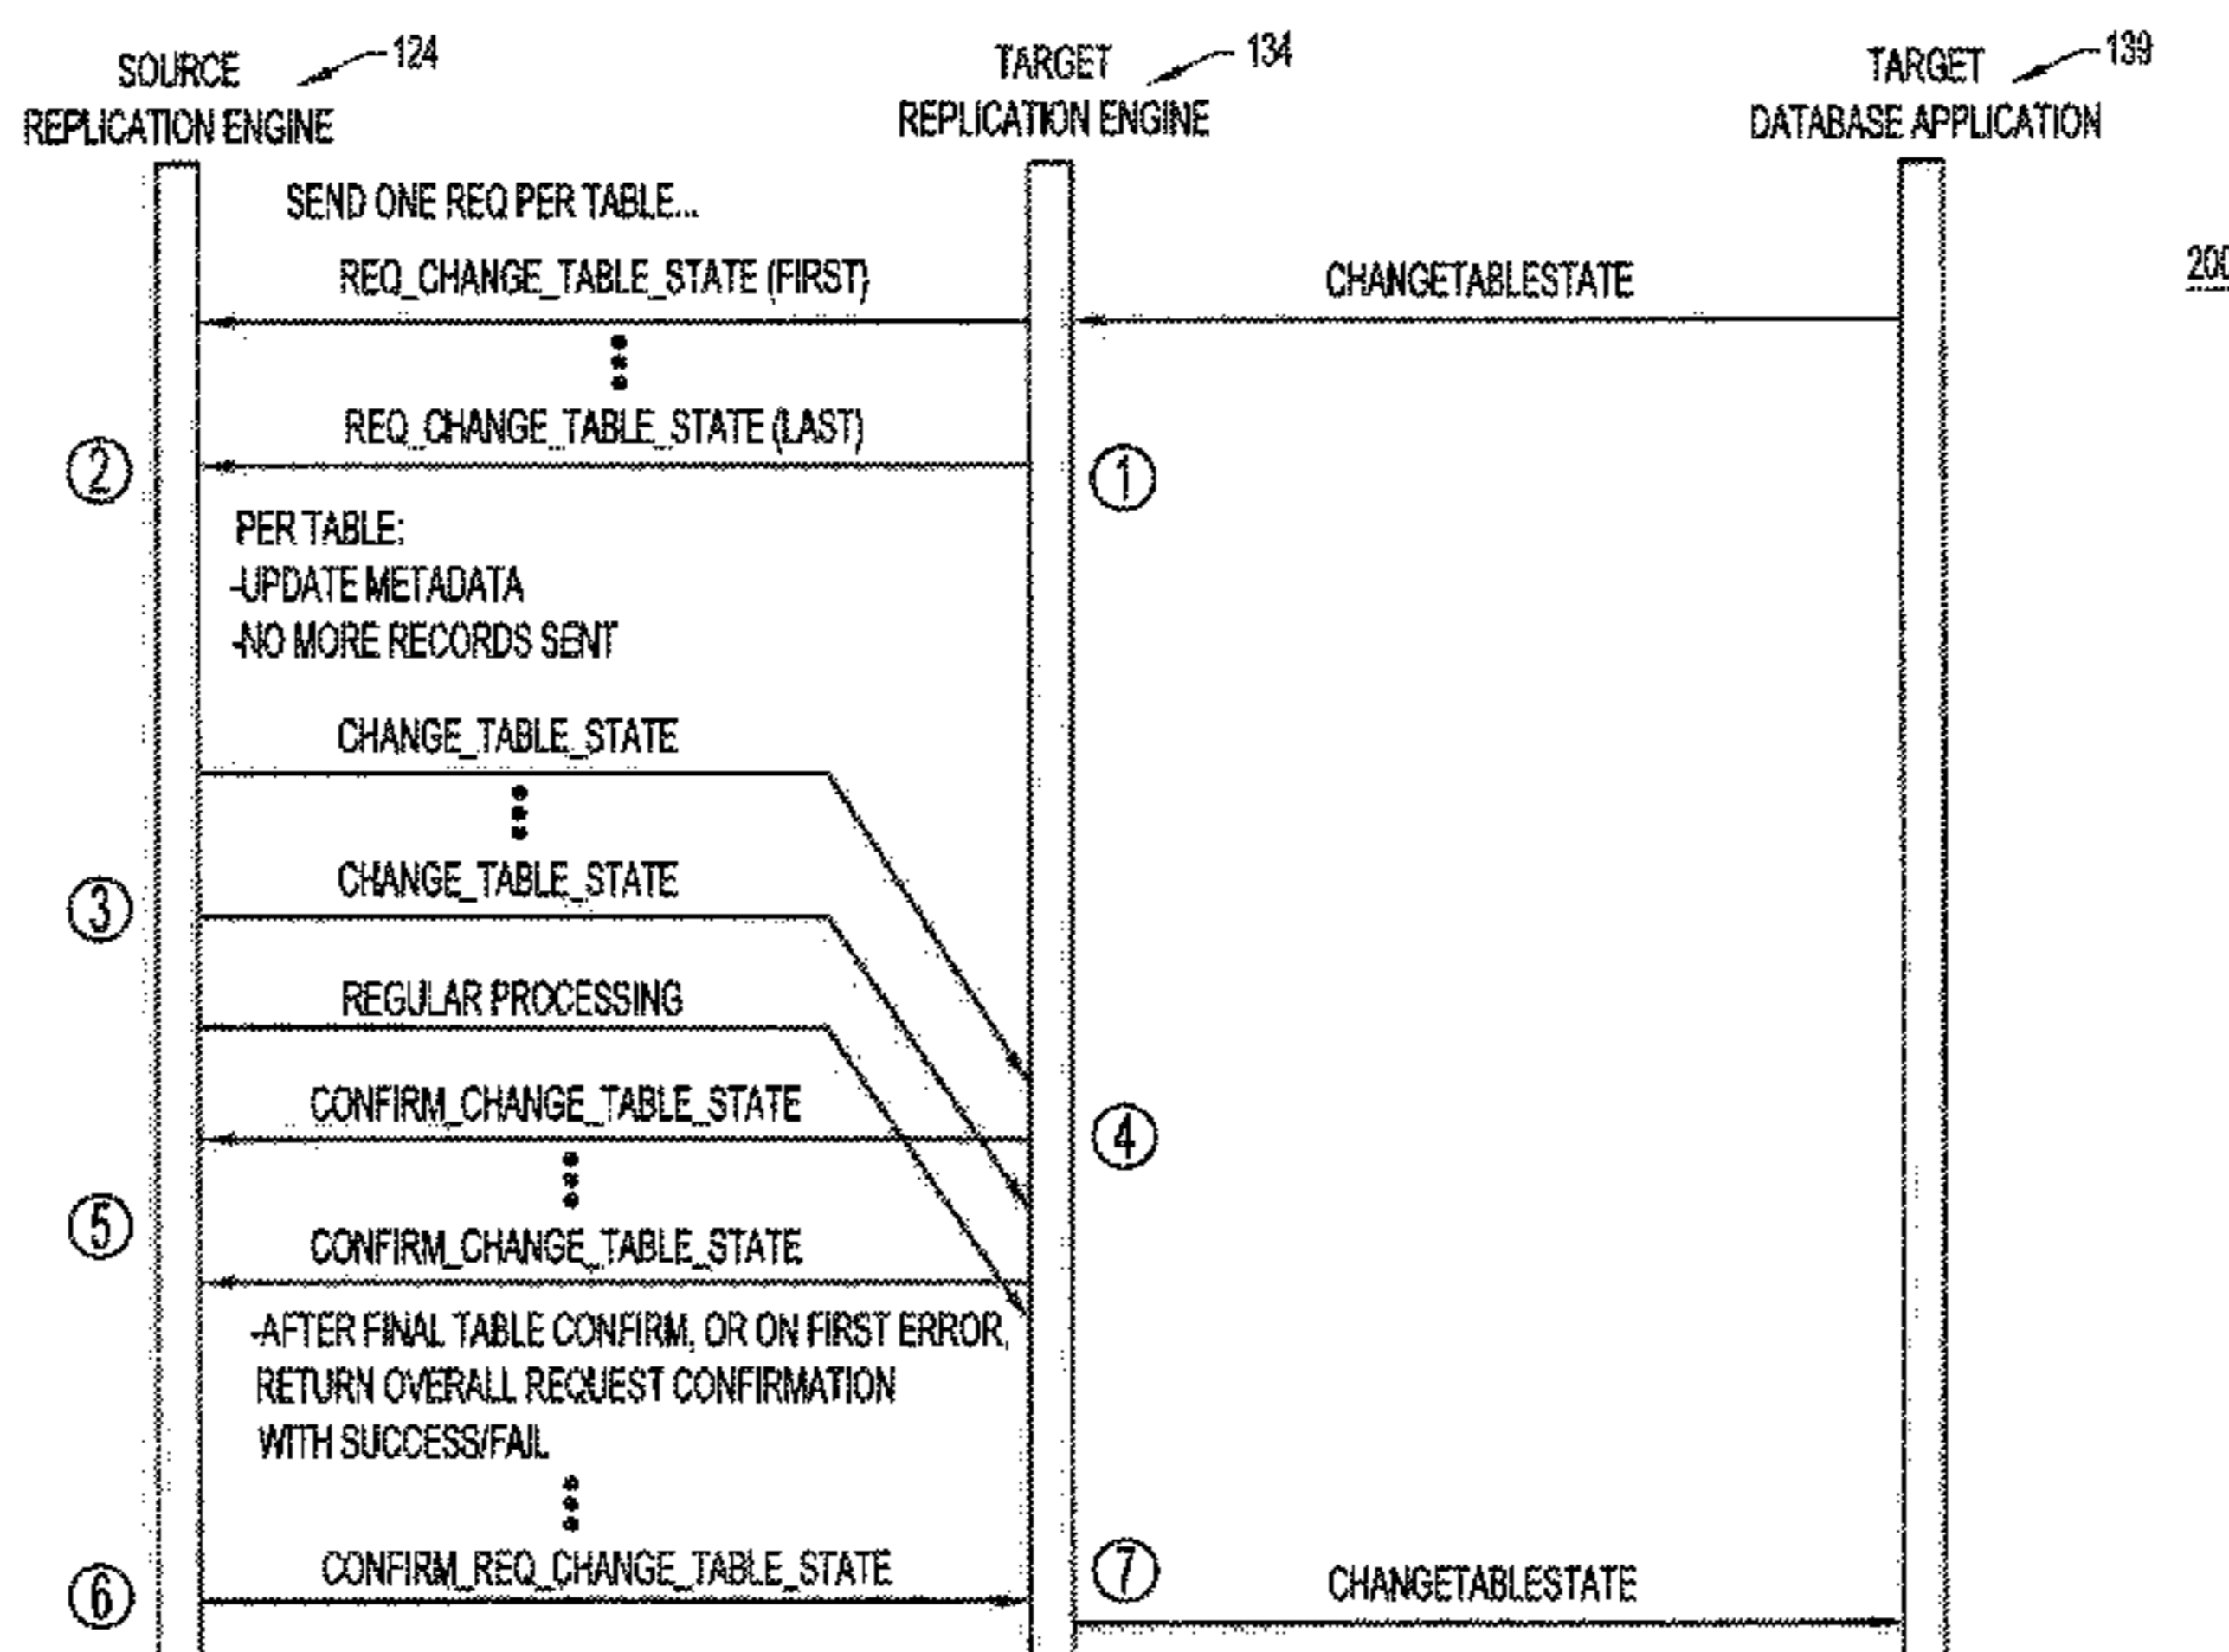 SOURCE
REPLICATION ENGINE
124
TARGET
REPLICATION ENGINE
134
TARGET
DATABASE APPLICATION
139
200
SEND ONE REQ PER TABLE...
REQ_CHANGE_TABLE_STATE (FIRST)
CHANGETABLESTATE
REQ_CHANGE_TABLE_STATE (LAST)
2
1
PER TABLE:
-UPDATE METADATA
-NO MORE RECORDS SENT
CHANGE_TABLE_STATE
CHANGE_TABLE_STATE
3
REGULAR PROCESSING
CONFIRM_CHANGE_TABLE_STATE
4
5
CONFIRM_CHANGE_TABLE_STATE
-AFTER FINAL TABLE CONFIRM, OR ON FIRST ERROR,
RETURN OVERALL REQUEST CONFIRMATION
WITH SUCCESS/FAIL
6
CONFIRM_REQ_CHANGE_TABLE_STATE
7
CHANGETABLESTATE